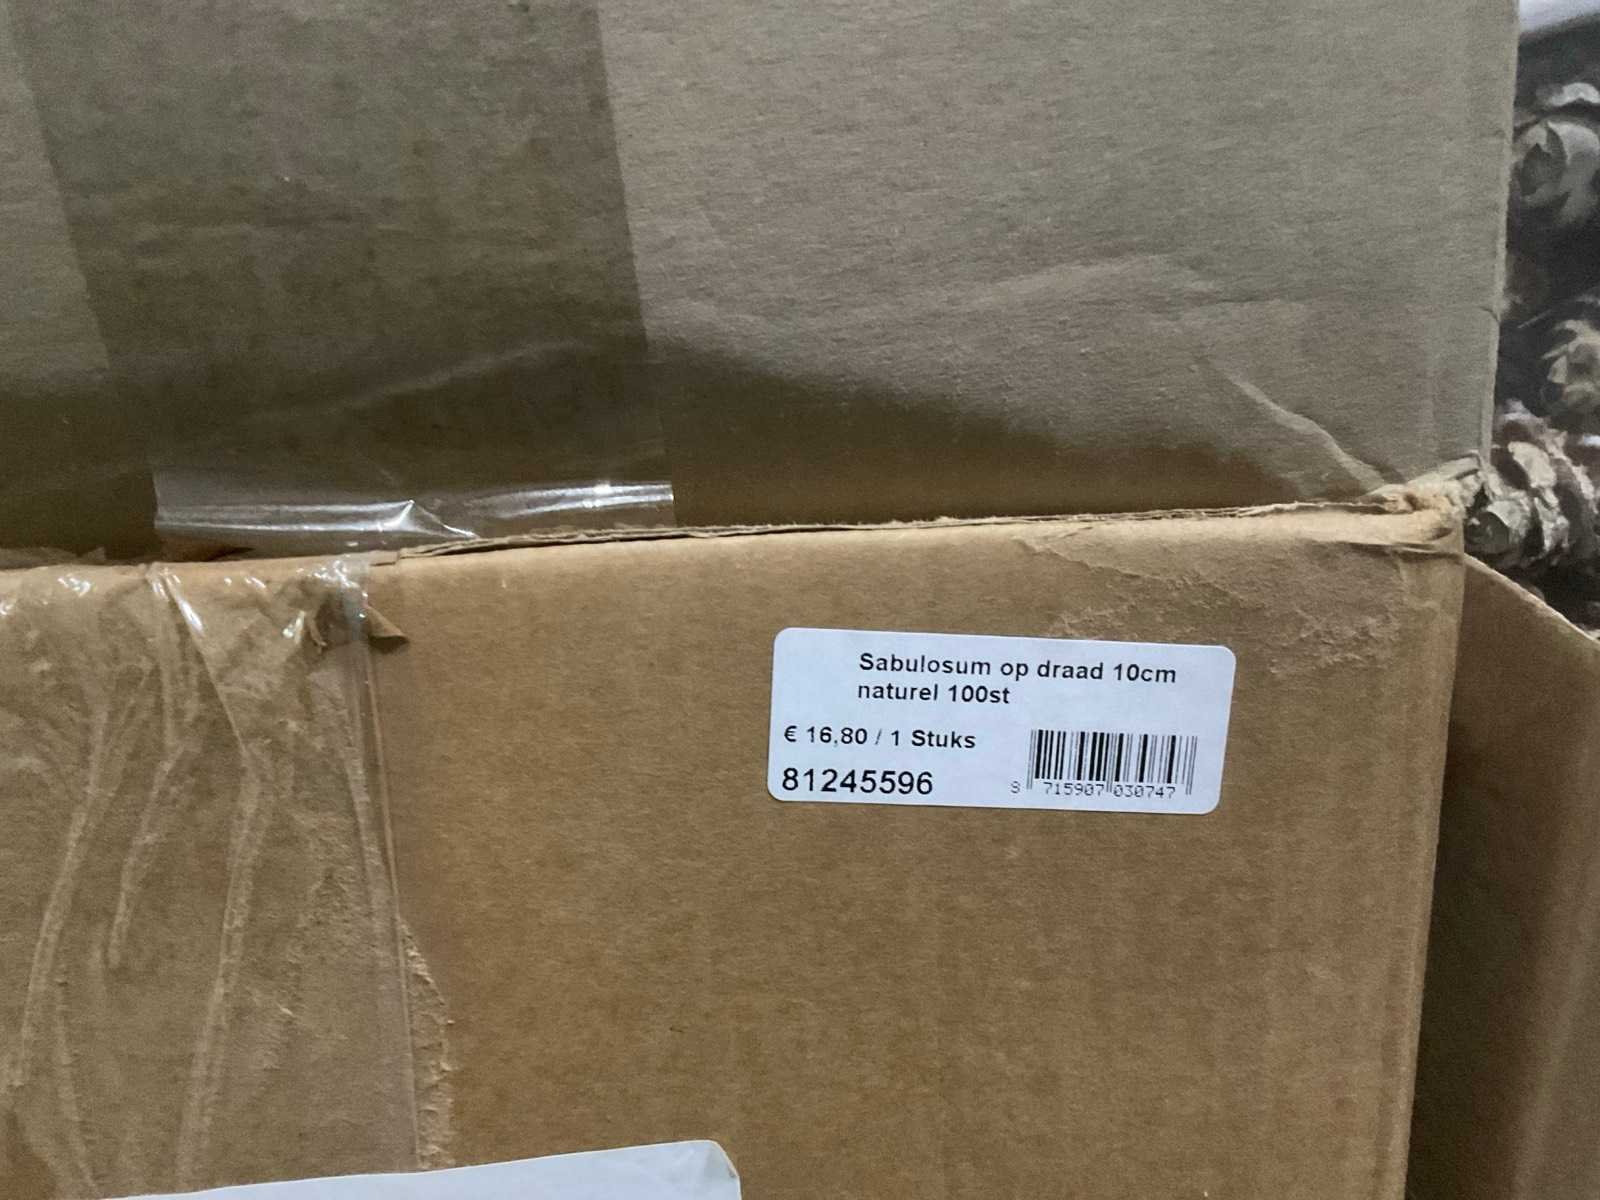 Sabulosum op draad 10cm
naturel 100st
€ 16,80 / 1 Stuks
81245596
8 715907 030747